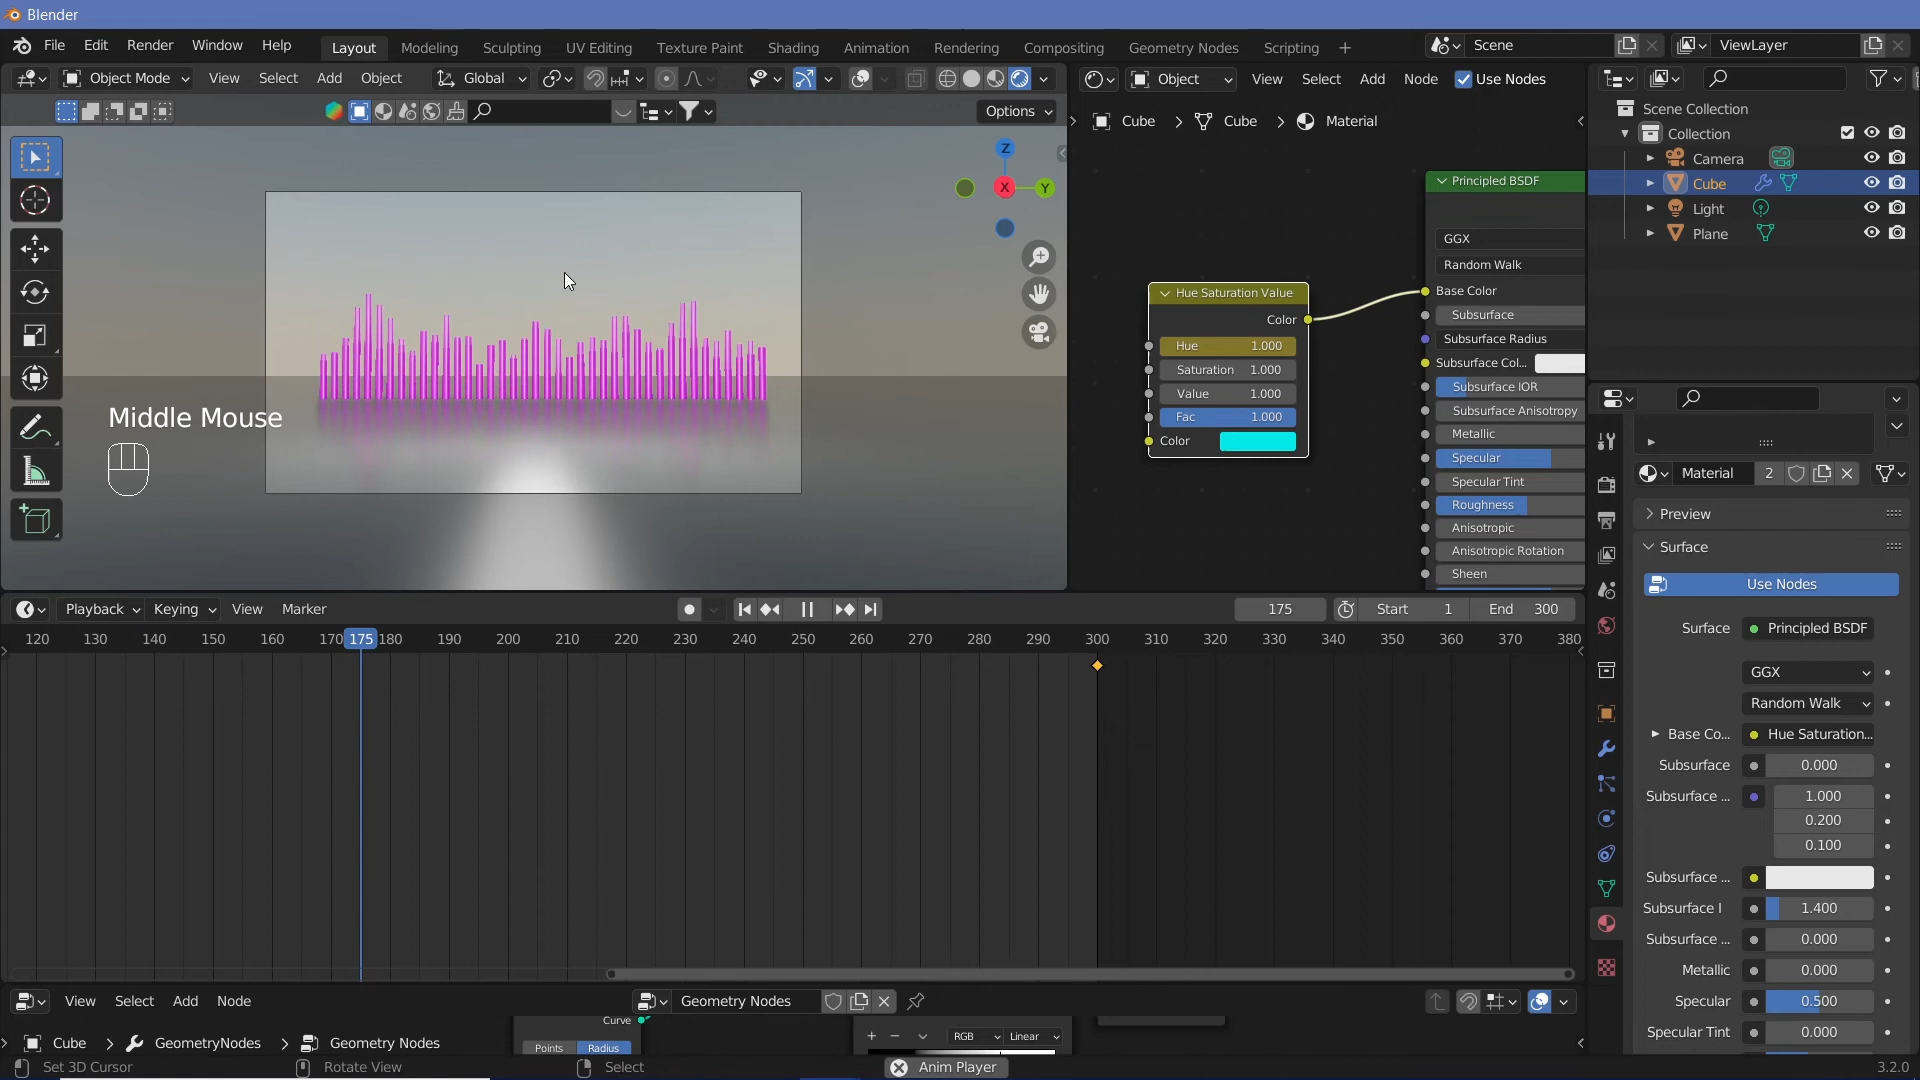 Blender
File Edit Render Window Help Layout Modeling Sculpting UV Editing Texture Paint Shading Animation Rendering Compositing Geometry Nodes Scripting + Scene ViewLayer
Object Mode View Select Add Object Global
Options
X Y Z
Middle Mouse
Object View Select Add Node Use Nodes
Cube > Cube > Material
Principled BSDF
GGX
Random Walk
Base Color
Subsurface
Subsurface Radius
Subsurface Col...
Subsurface IOR
Subsurface Anisotropy
Metallic
Specular
Specular Tint
Roughness
Anisotropic
Anisotropic Rotation
Sheen
Hue Saturation Value
Color
Hue 1.000
Saturation 1.000
Value 1.000
Fac 1.000
Color
Scene Collection
Collection
Camera
Cube
Light
Plane
Material 2
Preview
Surface
Use Nodes
Surface Principled BSDF
GGX
Random Walk
Base Co... Hue Saturation...
Subsurface 0.000
Subsurface ... 1.000
0.200
0.100
Subsurface ...
Subsurface I 1.400
Subsurface ... 0.000
Metallic 0.000
Specular 0.500
Specular Tint 0.000
Playback Keying View Marker 175 Start 1 End 300
120 130 140 150 160 170 175 180 190 200 210 220 230 240 250 260 270 280 290 300 310 320 330 340 350 360 370 380
View Select Add Node Geometry Nodes
Curve
Points Radius
RGB Linear
Cube > GeometryNodes > Geometry Nodes
Set 3D Cursor Rotate View Select Anim Player 3.2.0